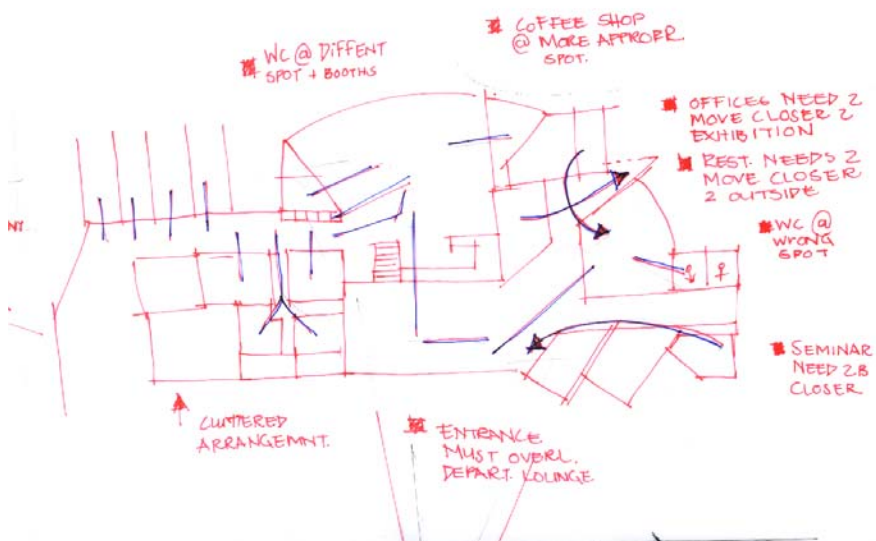 WC @ DIFFENT
SPOT + BOOTHS
COFFEE SHOP
@ MORE APPROPR.
SPOT.
OFFICES NEED 2
MOVE CLOSER 2
EXHIBITION
REST. NEEDS 2
MOVE CLOSER
2 OUTSIDE
WC @
WRONG
SPOT
SEMINAR
NEED 2B
CLOSER
CLUTTERED
ARRANGEMNT.
ENTRANCE
MUST OVERL.
DEPART. LOUNGE